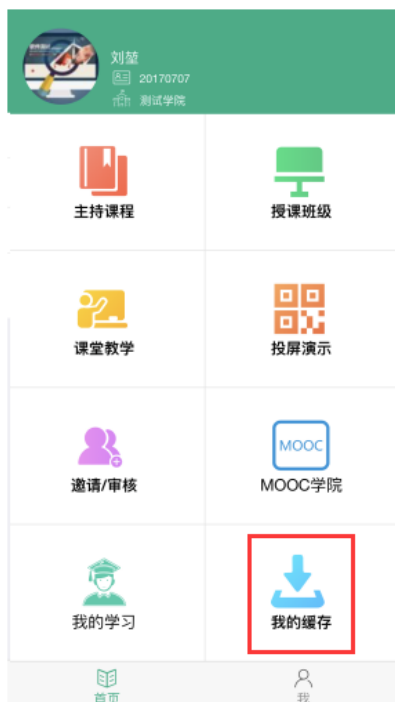 刘堃
20170707
测试学院
主持课程
授课班级
课堂教学
投屏演示
邀请/审核
MOOC
MOOC学院
我的学习
我的缓存
首页
我